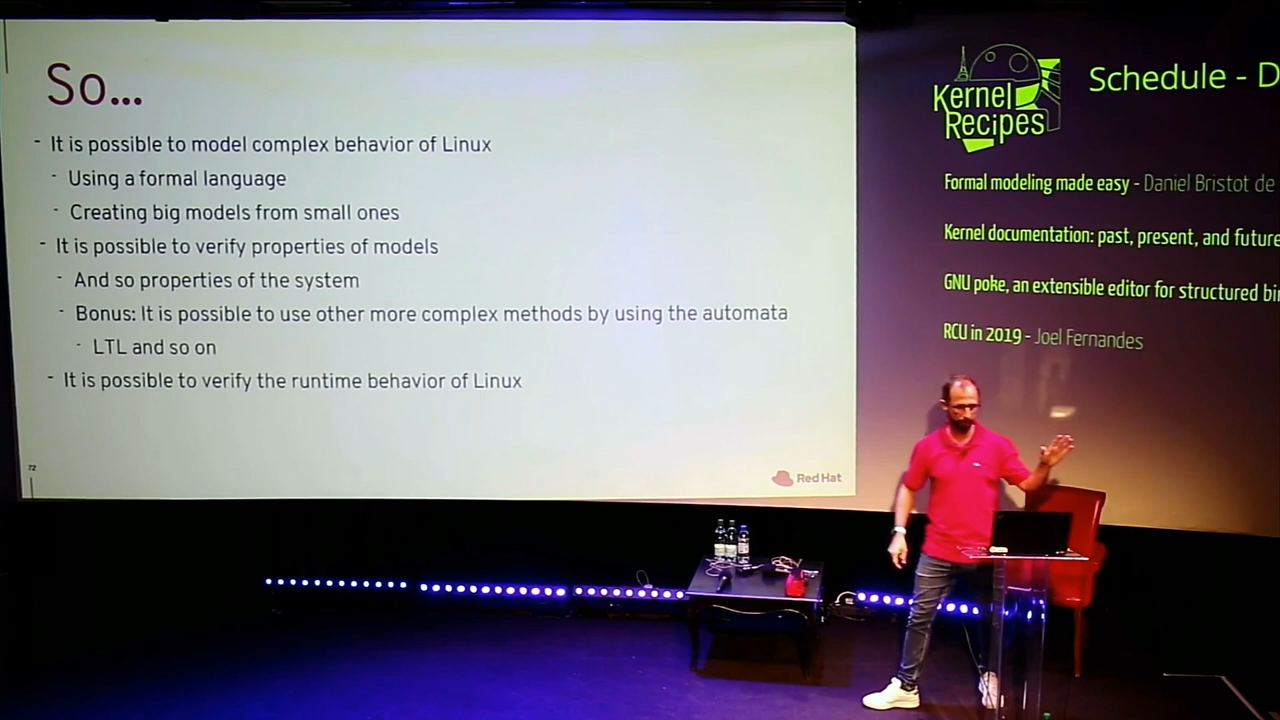 So...
- It is possible to model complex behavior of Linux
- Using a formal language
- Creating big models from small ones
- It is possible to verify properties of models
- And so properties of the system
- Bonus: It is possible to use other more complex methods by using the automata
- LTL and so on
- It is possible to verify the runtime behavior of Linux
72
Red Hat
Kernel
Recipes
Schedule - D
Formal modeling made easy - Daniel Bristot de
Kernel documentation: past, present, and future
GNU poke, an extensible editor for structured bi
RCU in 2019 - Joel Fernandes